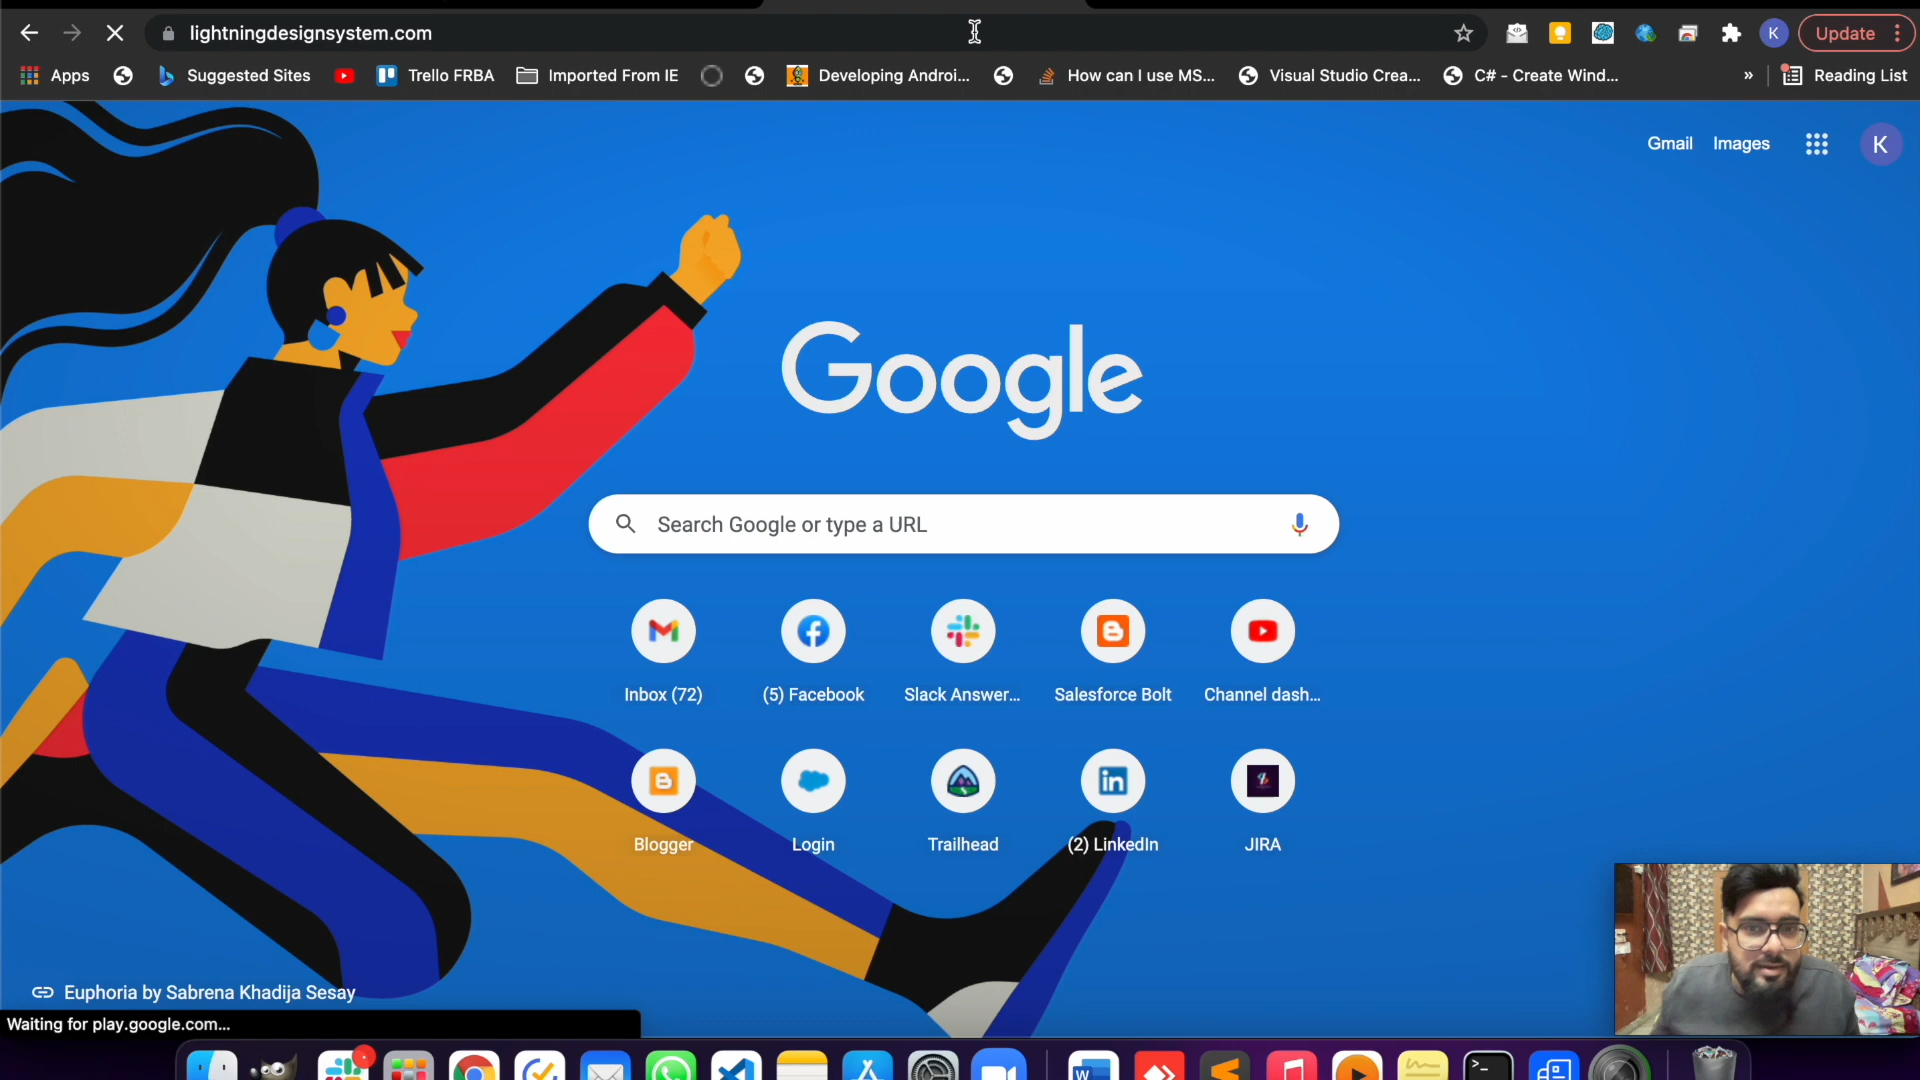 lightningdesignsystem.com
K
Update
Apps
Suggested Sites
Trello FRBA
Imported From IE
Developing Androi...
How can I use MS...
Visual Studio Crea...
C# - Create Wind...
»
Reading List
Gmail
Images
K
Google
Search Google or type a URL
Inbox (72)
(5) Facebook
Slack Answer...
Salesforce Bolt
Channel dash...
Blogger
Login
Trailhead
(2) LinkedIn
JIRA
Euphoria by Sabrena Khadija Sesay
Waiting for play.google.com...